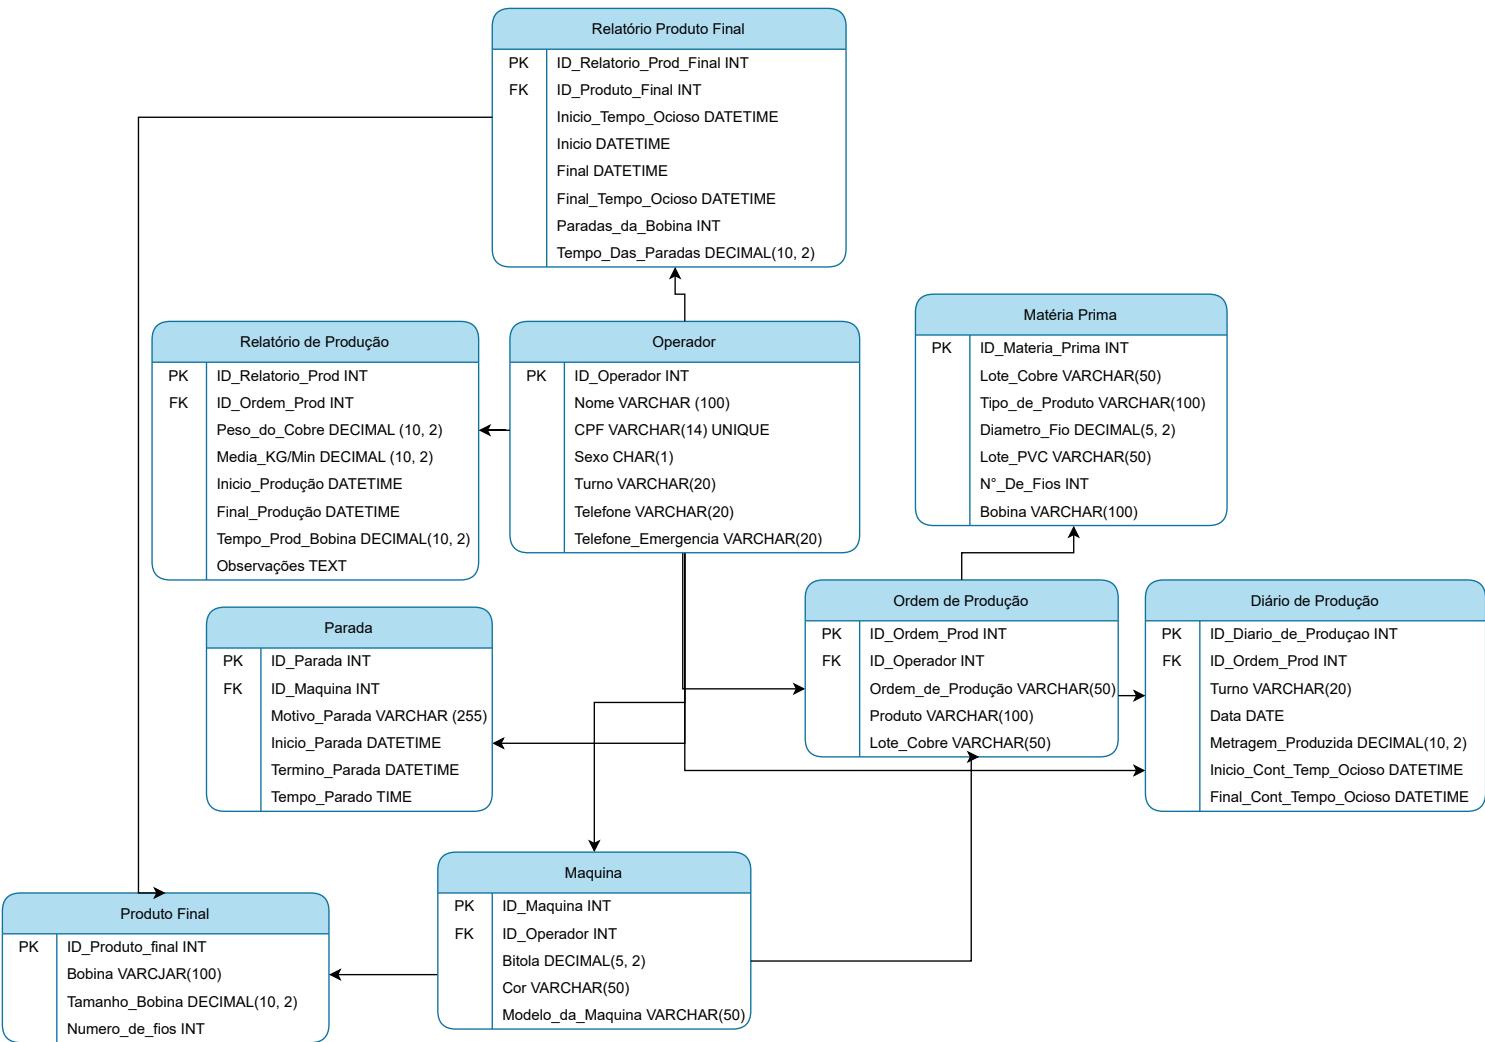 Relatório Produto Final
PK ID_Relatorio_Prod_Final INT
FK ID_Produto_Final INT
Inicio_Tempo_Ocioso DATETIME
Inicio DATETIME
Final DATETIME
Final_Tempo_Ocioso DATETIME
Paradas_da_Bobina INT
Tempo_Das_Paradas DECIMAL(10, 2)
Relatório de Produção
PK ID_Relatorio_Prod INT
FK ID_Ordem_Prod INT
Peso_do_Cobre DECIMAL (10, 2)
Media_KG/Min DECIMAL (10, 2)
Inicio_Produção DATETIME
Final_Produção DATETIME
Tempo_Prod_Bobina DECIMAL(10, 2)
Observações TEXT
Operador
PK ID_Operador INT
Nome VARCHAR (100)
CPF VARCHAR(14) UNIQUE
Sexo CHAR(1)
Turno VARCHAR(20)
Telefone VARCHAR(20)
Telefone_Emergencia VARCHAR(20)
Matéria Prima
PK ID_Materia_Prima INT
Lote_Cobre VARCHAR(50)
Tipo_de_Produto VARCHAR(100)
Diametro_Fio DECIMAL(5, 2)
Lote_PVC VARCHAR(50)
N°_De_Fios INT
Bobina VARCHAR(100)
Parada
PK ID_Parada INT
FK ID_Maquina INT
Motivo_Parada VARCHAR (255)
Inicio_Parada DATETIME
Termino_Parada DATETIME
Tempo_Parado TIME
Ordem de Produção
PK ID_Ordem_Prod INT
FK ID_Operador INT
Ordem_de_Produção VARCHAR(50)
Produto VARCHAR(100)
Lote_Cobre VARCHAR(50)
Diário de Produção
PK ID_Diario_de_Produçao INT
FK ID_Ordem_Prod INT
Turno VARCHAR(20)
Data DATE
Metragem_Produzida DECIMAL(10, 2)
Inicio_Cont_Temp_Ocioso DATETIME
Final_Cont_Tempo_Ocioso DATETIME
Produto Final
PK ID_Produto_final INT
Bobina VARCJAR(100)
Tamanho_Bobina DECIMAL(10, 2)
Numero_de_fios INT
Maquina
PK ID_Maquina INT
FK ID_Operador INT
Bitola DECIMAL(5, 2)
Cor VARCHAR(50)
Modelo_da_Maquina VARCHAR(50)